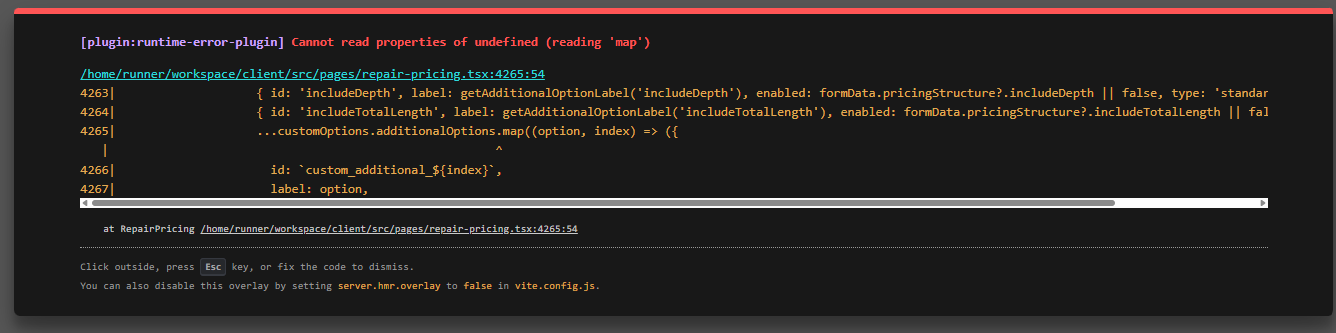 [plugin:runtime-error-plugin] Cannot read properties of undefined (reading 'map')
/home/runner/workspace/client/src/pages/repair-pricing.tsx:4265:54
4263|                    { id: 'includeDepth', label: getAdditionalOptionLabel('includeDepth'), enabled: formData.pricingStructure?.includeDepth || false, type: 'standar
4264|                    { id: 'includeTotalLength', label: getAdditionalOptionLabel('includeTotalLength'), enabled: formData.pricingStructure?.includeTotalLength || fal
4265|                    ...customOptions.additionalOptions.map((option, index) => ({
   |                                                      ^
4266|                      id: `custom_additional_${index}`,
4267|                      label: option,
at RepairPricing /home/runner/workspace/client/src/pages/repair-pricing.tsx:4265:54
Click outside, press Esc key, or fix the code to dismiss.
You can also disable this overlay by setting server.hmr.overlay to false in vite.config.js.